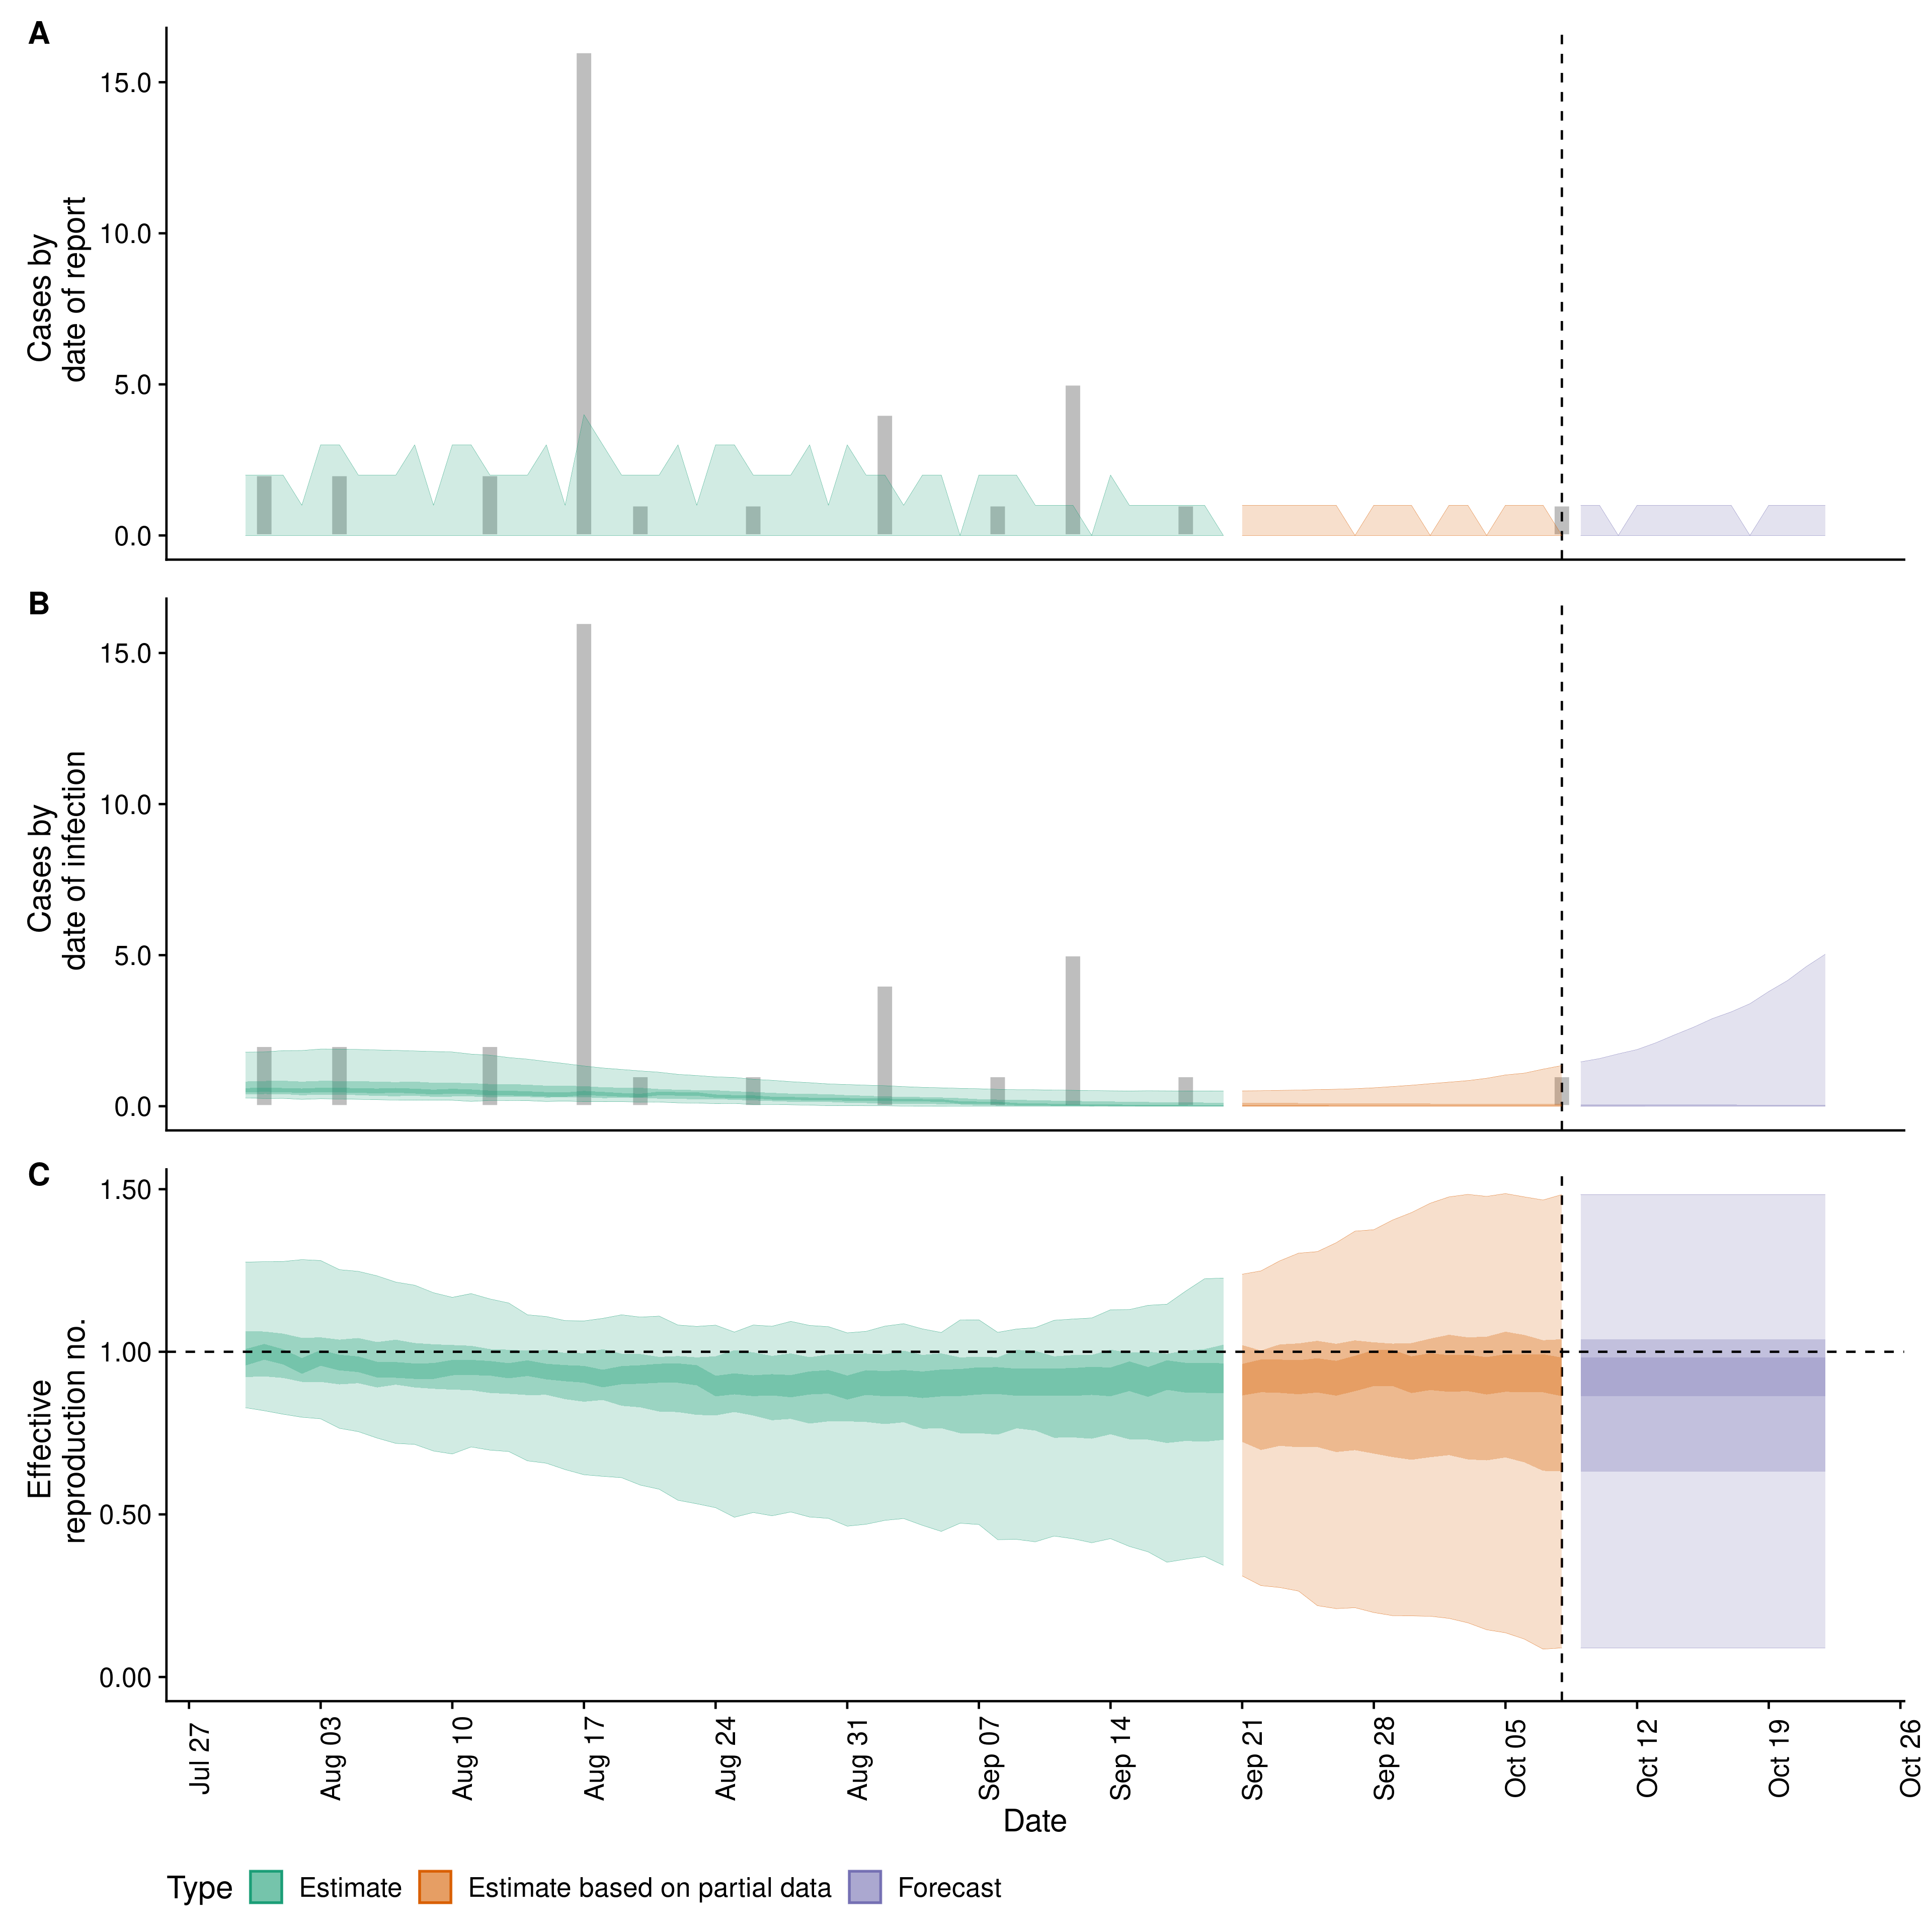 A
15.0
10.0
5.0
0.0
Cases by
date of report
B
15.0
10.0
5.0
0.0
Cases by
date of infection
C
1.50
1.00
0.50
0.00
Effective
reproduction no.
Jul 27
Aug 03
Aug 10
Aug 17
Aug 24
Aug 31
Sep 07
Sep 14
Sep 21
Sep 28
Oct 05
Oct 12
Oct 19
Oct 26
Date
Type Estimate Estimate based on partial data Forecast